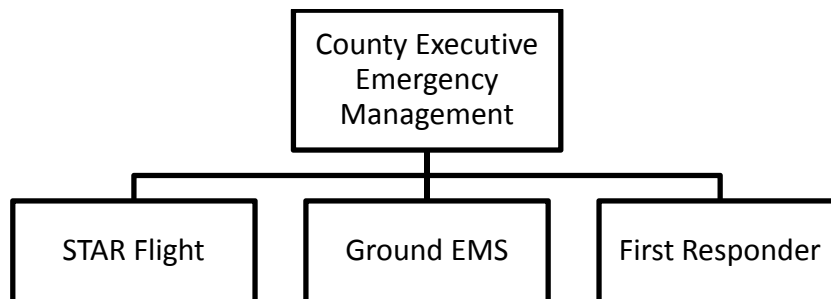 County Executive
Emergency
Management
STAR Flight
Ground EMS
First Responder